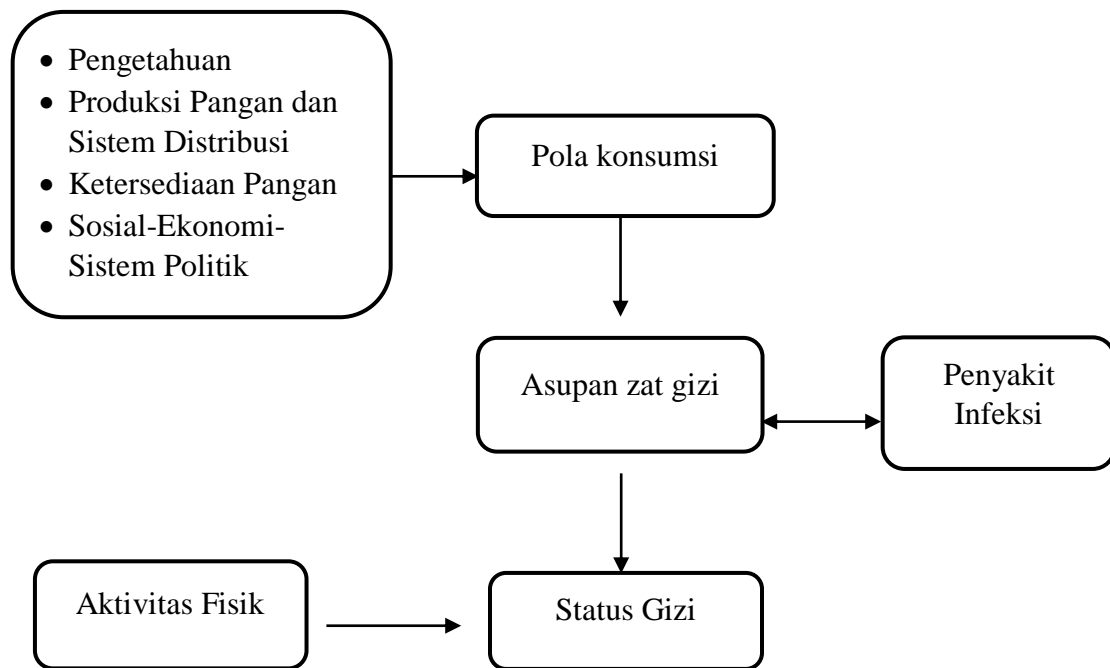 • Pengetahuan
• Produksi Pangan dan
Sistem Distribusi
• Ketersediaan Pangan
• Sosial-Ekonomi-
Sistem Politik
Pola konsumsi
Asupan zat gizi
Penyakit
Infeksi
Aktivitas Fisik
Status Gizi